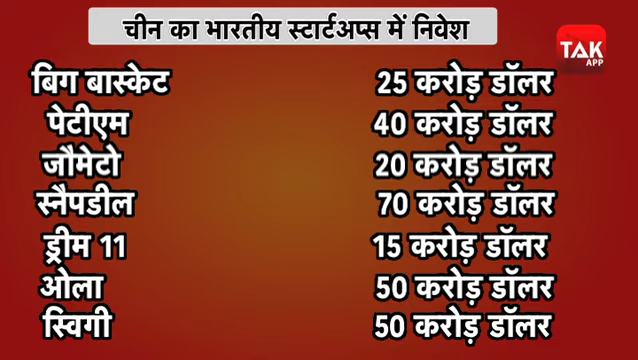 चीन का भारतीय स्टार्टअप्स में निवेश
TAK
APP
बिग बास्केट 25 करोड़ डॉलर
पेटीएम 40 करोड़ डॉलर
जौमेटो 20 करोड़ डॉलर
स्नैपडील 70 करोड़ डॉलर
ड्रीम 11 15 करोड़ डॉलर
ओला 50 करोड़ डॉलर
स्विगी 50 करोड़ डॉलर